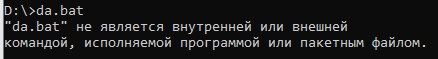 D:\>da.bat
"da.bat" не является внутренней или внешней
командой, исполняемой программой или пакетным файлом.